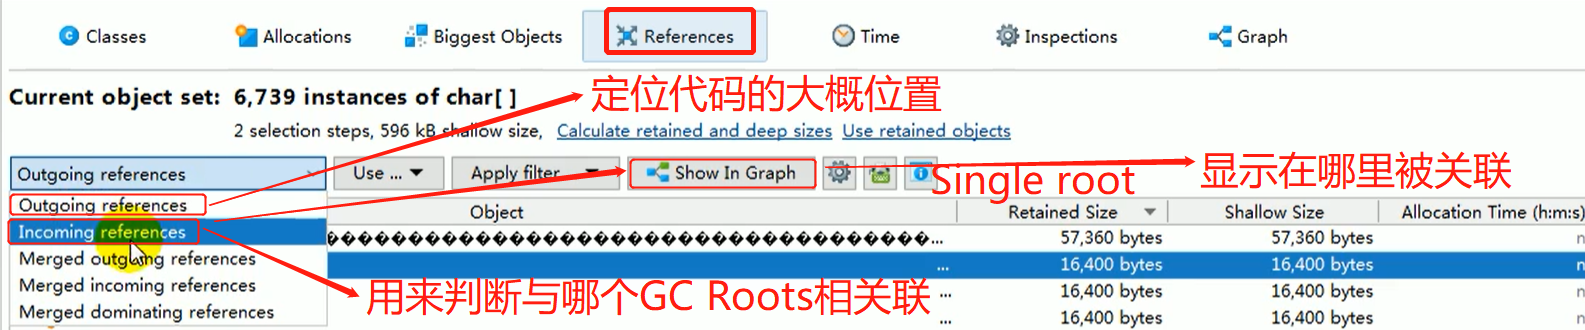 Classes Allocations Biggest Objects References Time Inspections Graph
Current object set: 6,739 instances of char[ ]
定位代码的大概位置
2 selection steps, 596 kB shallow size, Calculate retained and deep sizes Use retained objects
Outgoing references Use ... Apply filter Show In Graph
Single root
显示在哪里被关联
Outgoing references
Object Retained Size Shallow Size Allocation Time (h:m:s)
Incoming references
... 57,360 bytes 57,360 bytes n
Merged outgoing references
... 16,400 bytes 16,400 bytes
Merged incoming references
用来判断与哪个GC Roots相关联
... 16,400 bytes 16,400 bytes n
Merged dominating references
... 16,400 bytes 16,400 bytes n